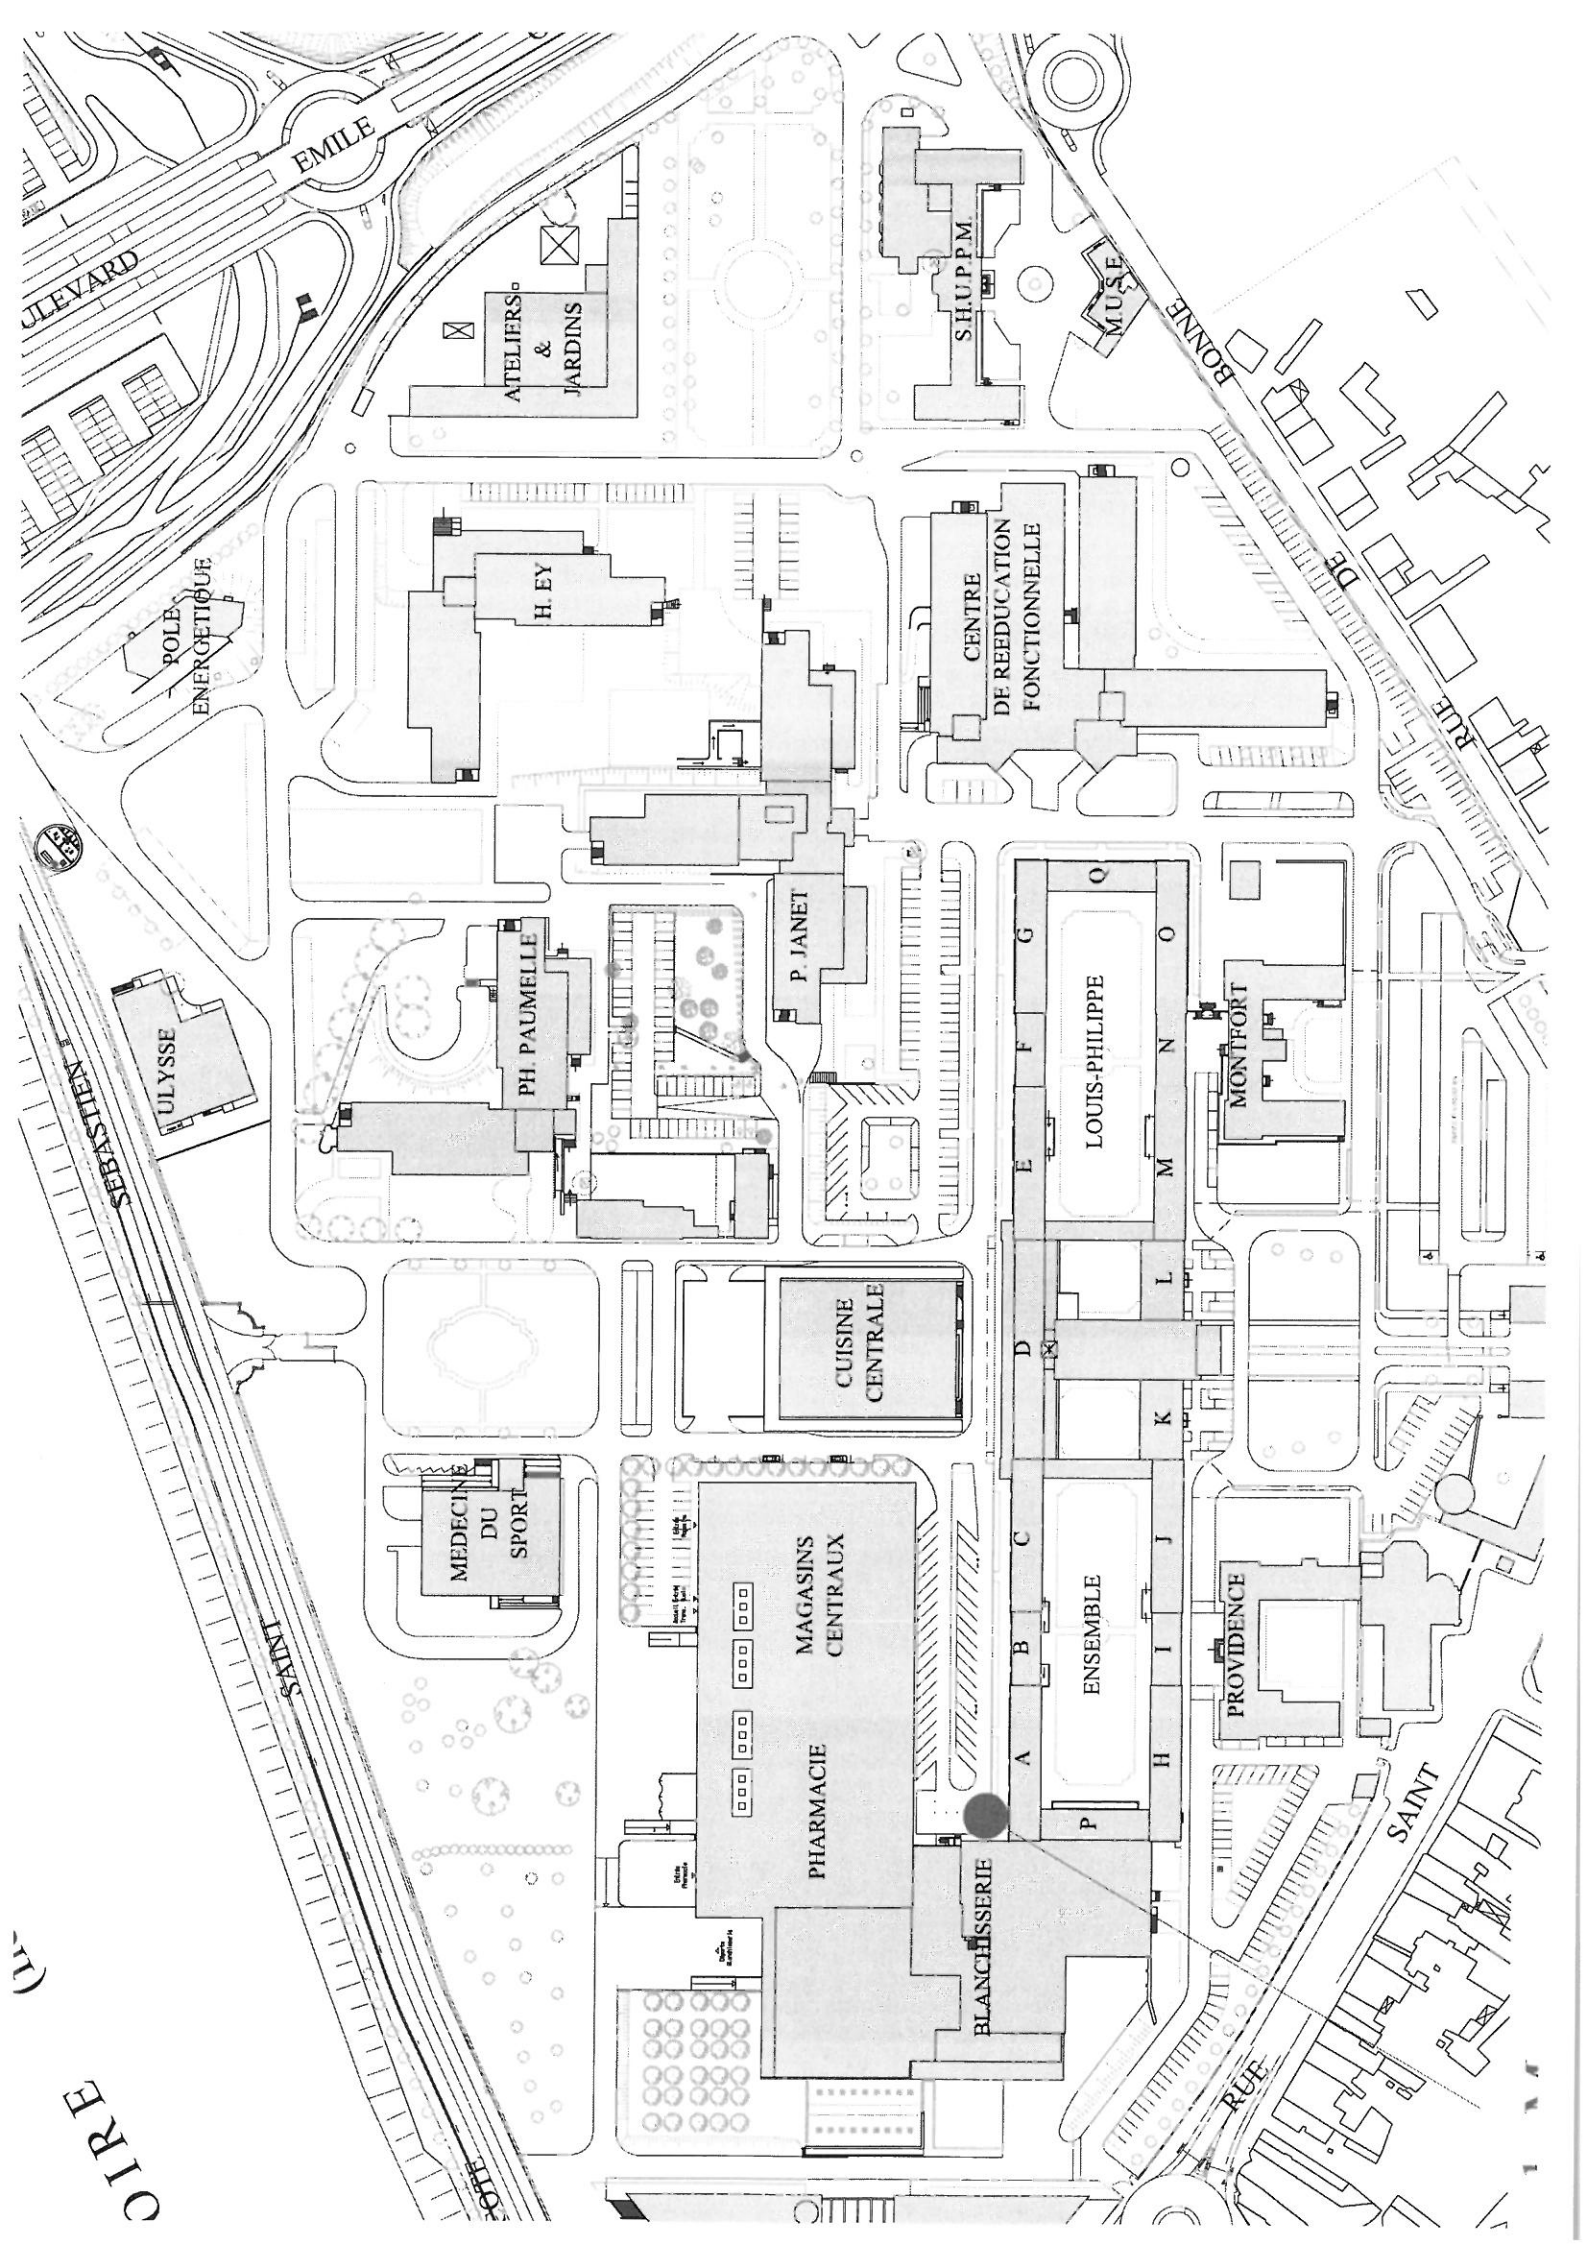 BOULEVARD
EMILE
ATELIERS
&
JARDINS
S.H.U.P.P.M.
M.U.S.E.
RUE
DE
BONNE
POLE
ENERGETIQUE
H. EY
CENTRE
DE REEDUCATION
FONCTIONNELLE
ULYSSE
PH. PAUMELLE
P. JANET
LOUIS-PHILIPPE
G
F
E
Q
O
N
M
MONTFORT
SEBASTIEN
SAINT
COTE
CUISINE
CENTRALE
D
L
K
MEDECINE
DU
SPORT
MAGASINS
CENTRAUX
PHARMACIE
C
B
A
ENSEMBLE
J
I
H
P
PROVIDENCE
BLANCHISSERIE
RUE
SAINT
OIRE